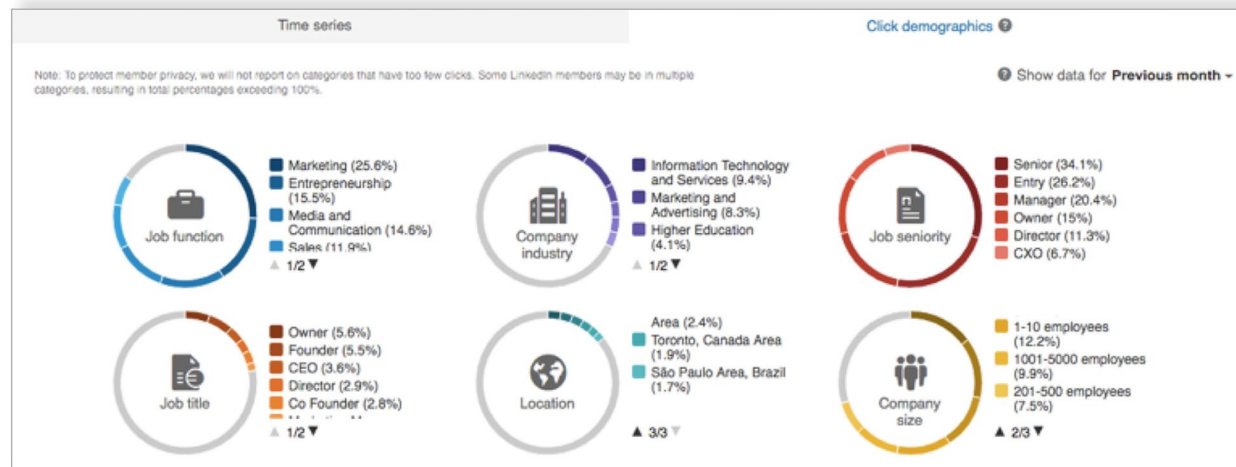 Time series
Click demographics
Note: To protect member privacy, we will not report on categories that have too few clicks. Some LinkedIn members may be in multiple
categories, resulting in total percentages exceeding 100%.
Show data for Previous month
Job function
Marketing (25.6%)
Entrepreneurship
(15.5%)
Media and
Communication (14.6%)
Sales (11.9%)
1/2
Company
industry
Information Technology
and Services (9.4%)
Marketing and
Advertising (8.3%)
Higher Education
(4.1%)
1/2
Job seniority
Senior (34.1%)
Entry (26.2%)
Manager (20.4%)
Owner (15%)
Director (11.3%)
CXO (6.7%)
Job title
Owner (5.6%)
Founder (5.5%)
CEO (3.6%)
Director (2.9%)
Co Founder (2.8%)
1/2
Location
Area (2.4%)
Toronto, Canada Area
(1.9%)
São Paulo Area, Brazil
(1.7%)
3/3
Company
size
1-10 employees
(12.2%)
1001-5000 employees
(9.9%)
201-500 employees
(7.5%)
2/3